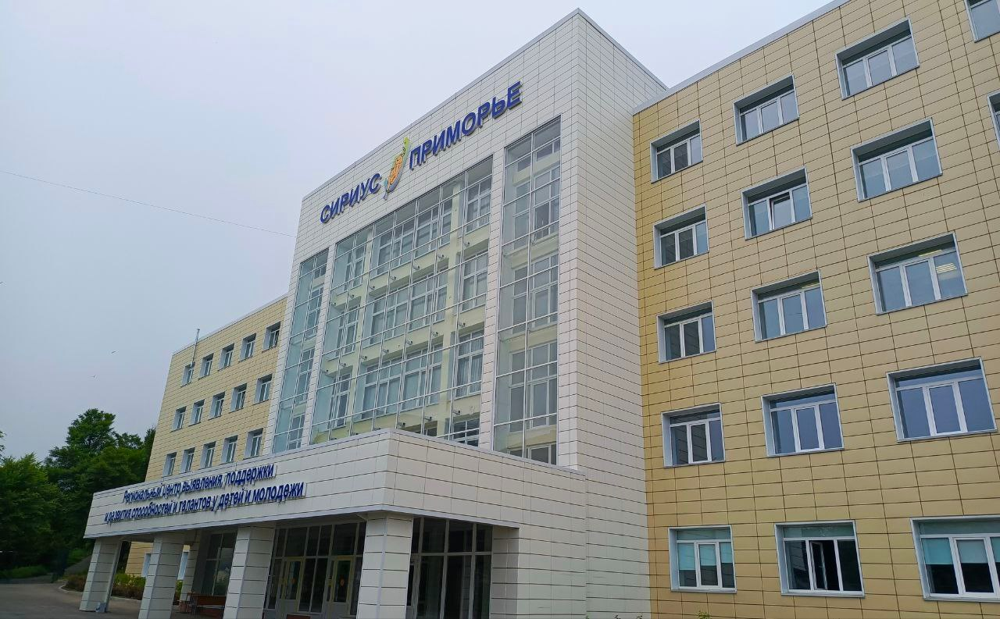 СИРИУС ПРИМОРЬЕ
Региональный центр выявления, поддержки
и развития способностей и талантов у детей и молодежи